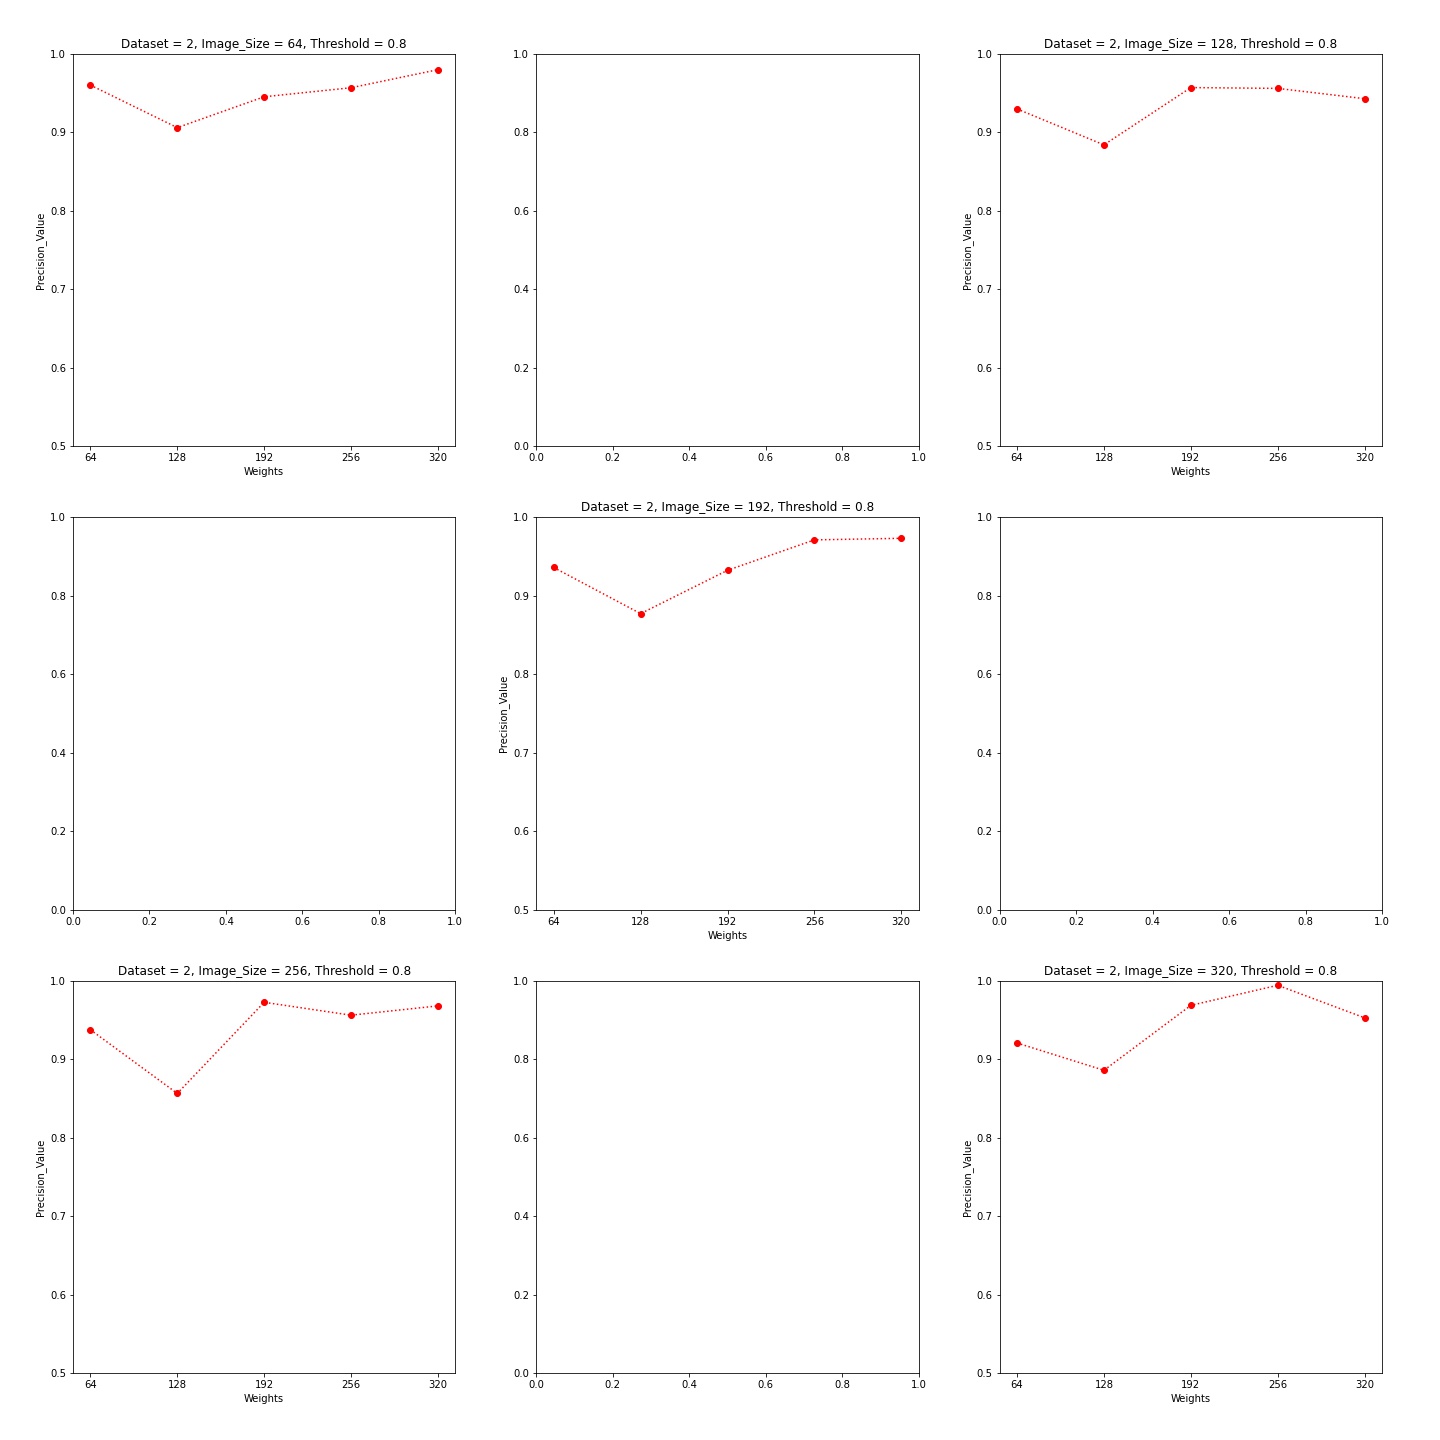 Dataset = 2, Image_Size = 64, Threshold = 0.8
1.0
0.9
0.8
0.7
0.6
0.5
Precision_Value
64 128 192 256 320
Weights
1.0
0.8
0.6
0.4
0.2
0.0
0.0 0.2 0.4 0.6 0.8 1.0
Dataset = 2, Image_Size = 128, Threshold = 0.8
1.0
0.9
0.8
0.7
0.6
0.5
Precision_Value
64 128 192 256 320
Weights
1.0
0.8
0.6
0.4
0.2
0.0
0.0 0.2 0.4 0.6 0.8 1.0
Dataset = 2, Image_Size = 192, Threshold = 0.8
1.0
0.9
0.8
0.7
0.6
0.5
Precision_Value
64 128 192 256 320
Weights
1.0
0.8
0.6
0.4
0.2
0.0
0.0 0.2 0.4 0.6 0.8 1.0
Dataset = 2, Image_Size = 256, Threshold = 0.8
1.0
0.9
0.8
0.7
0.6
0.5
Precision_Value
64 128 192 256 320
Weights
1.0
0.8
0.6
0.4
0.2
0.0
0.0 0.2 0.4 0.6 0.8 1.0
Dataset = 2, Image_Size = 320, Threshold = 0.8
1.0
0.9
0.8
0.7
0.6
0.5
Precision_Value
64 128 192 256 320
Weights